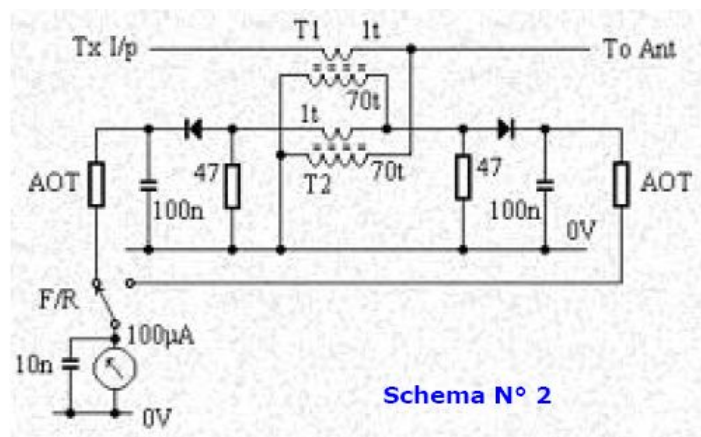 T1 1t
Tx I/p To Ant
70t
1t
AOT 47 T2 70t 47 AOT
100n 100n
0V
F/R
100µA
10n
Schema N° 2
0V